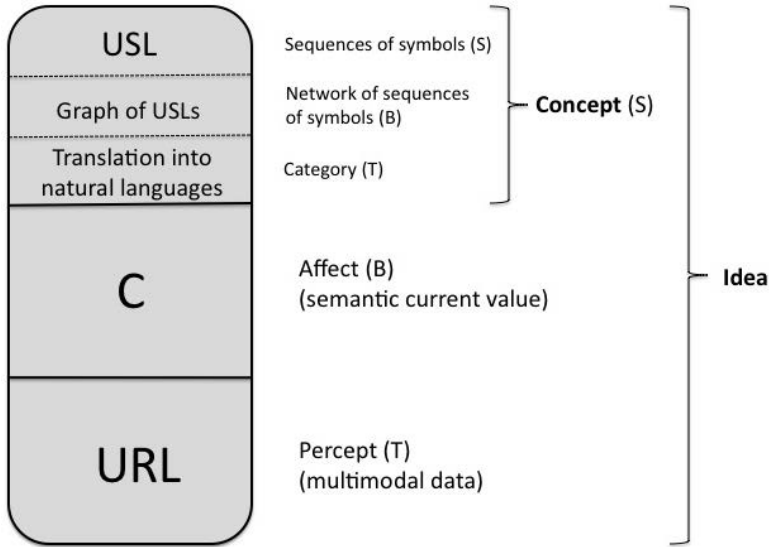 USL
Sequences of symbols (S)
Graph of USLs
Network of sequences
of symbols (B)
Concept (S)
Translation into
natural languages
Category (T)
C
Affect (B)
(semantic current value)
Idea
URL
Percept (T)
(multimodal data)